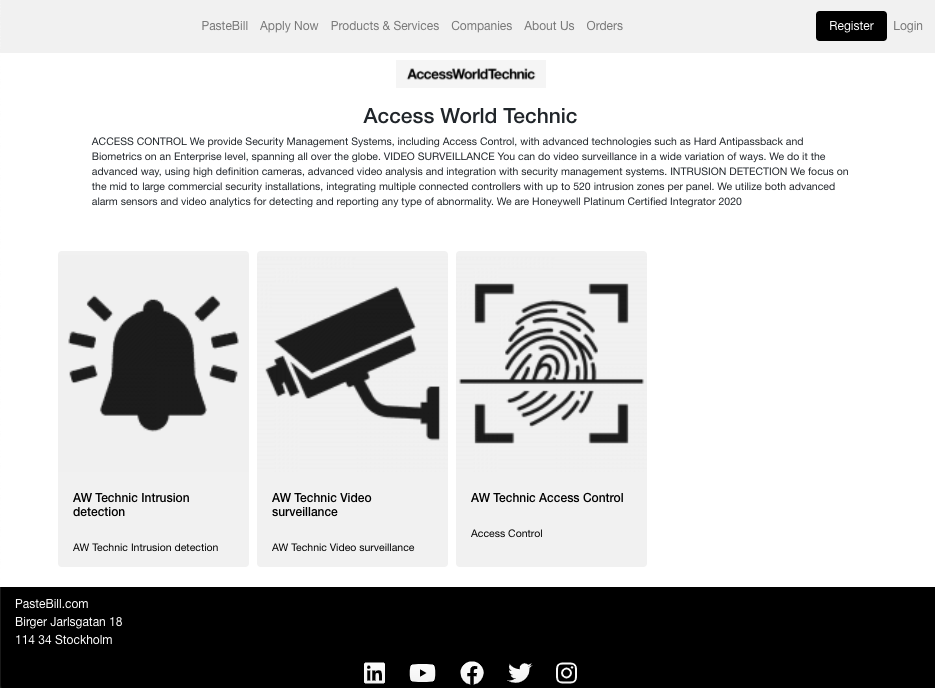 PasteBill Apply Now Products & Services Companies About Us Orders Register Login
AccessWorldTechnic
Access World Technic
ACCESS CONTROL We provide Security Management Systems, including Access Control, with advanced technologies such as Hard Antipassback and
Biometrics on an Enterprise level, spanning all over the globe. VIDEO SURVEILLANCE You can do video surveillance in a wide variation of ways. We do it the
advanced way, using high definition cameras, advanced video analysis and integration with security management systems. INTRUSION DETECTION We focus on
the mid to large commercial security installations, integrating multiple connected controllers with up to 520 intrusion zones per panel. We utilize both advanced
alarm sensors and video analytics for detecting and reporting any type of abnormality. We are Honeywell Platinum Certified Integrator 2020
AW Technic Intrusion
detection
AW Technic Intrusion detection
AW Technic Video
surveillance
AW Technic Video surveillance
AW Technic Access Control
Access Control
PasteBill.com
Birger Jarlsgatan 18
114 34 Stockholm